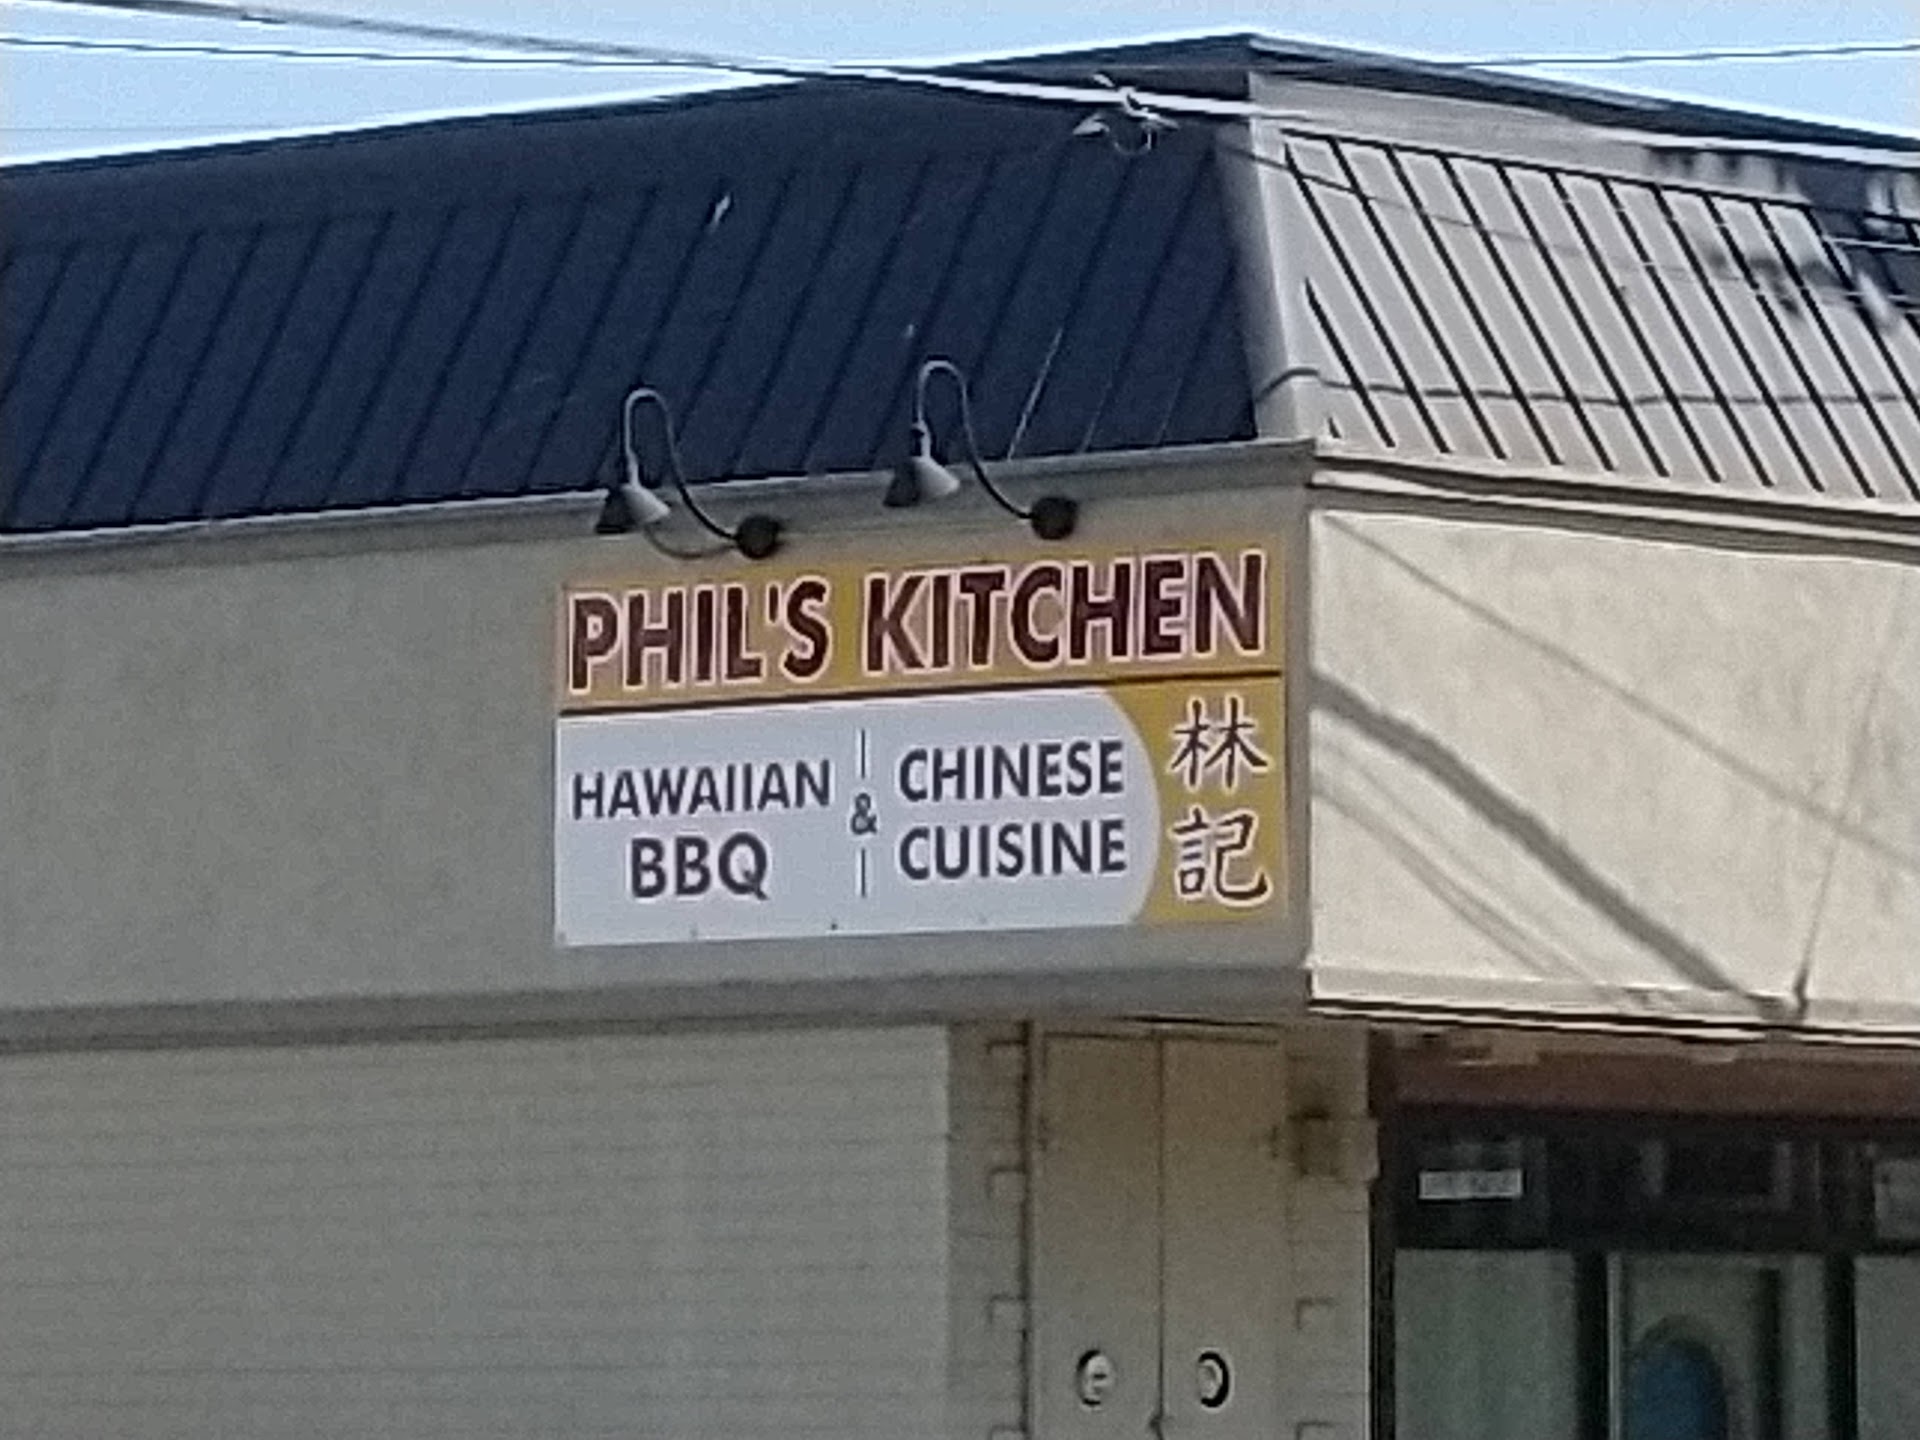 PHIL'S KITCHEN
HAWAIIAN
BBQ
&
CHINESE
CUISINE
林
記